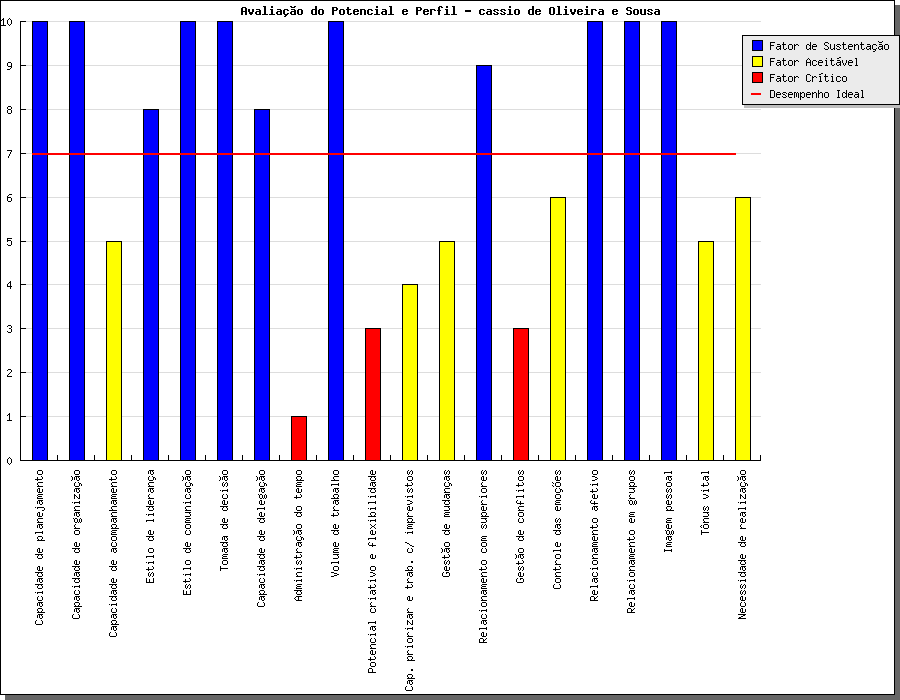 Avaliação do Potencial e Perfil - cassio de Oliveira e Sousa
Fator de Sustentação
Fator Aceitável
Fator Crítico
Desempenho Ideal
10
9
8
7
6
5
4
3
2
1
0
Capacidade de planejamento
Capacidade de organização
Capacidade de acompanhamento
Estilo de liderança
Estilo de comunicação
Tomada de decisão
Capacidade de delegação
Administração do tempo
Volume de trabalho
Potencial criativo e flexibilidade
Cap. priorizar e trab. c/ imprevistos
Gestão de mudanças
Relacionamento com superiores
Gestão de conflitos
Controle das emoções
Relacionamento afetivo
Relacionamento em grupos
Imagem pessoal
Tônus vital
Necessidade de realização